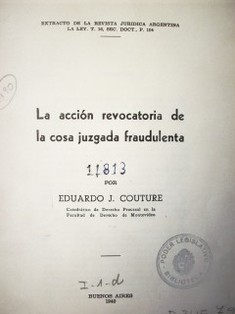 EXTRACTO DE LA REVISTA JURIDICA ARGENTINA
LA LEY, T. 16, SEC. DOCT., P. 104
La acción revocatoria de
la cosa juzgada fraudulenta
11813
POR
EDUARDO J. COUTURE
Catedrático de Derecho Procesal en la
Facultad de Derecho de Montevideo
PODER LEGISLATIVO
BIBLIOTECA
I-1-d
BUENOS AIRES